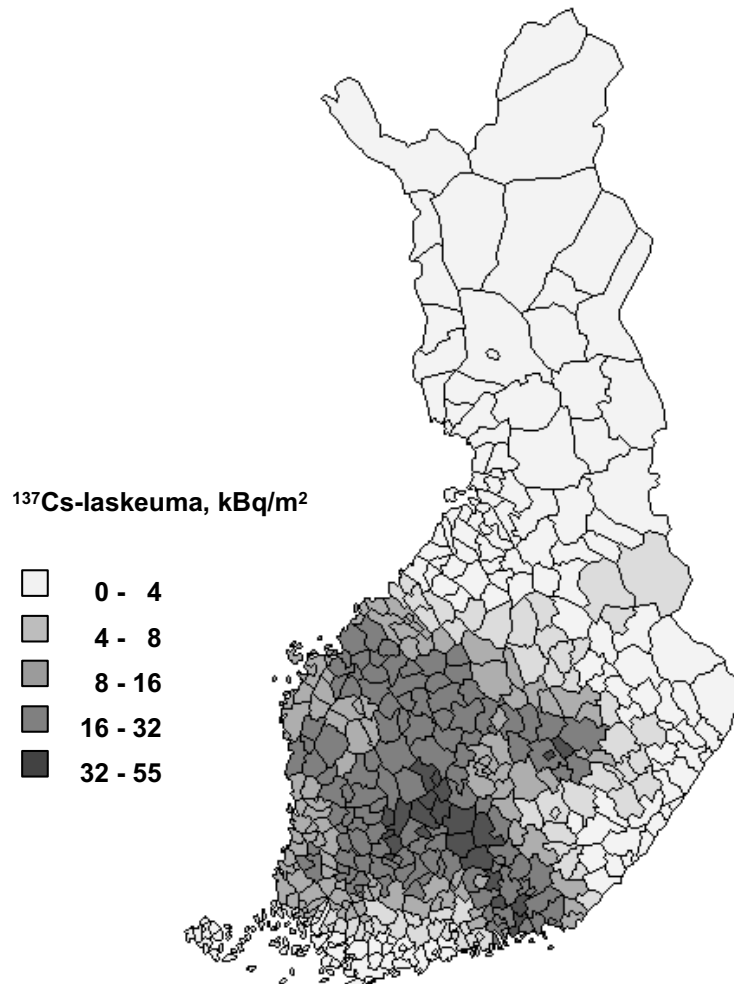 ¹³⁷Cs-laskeuma, kBq/m²
0 - 4
4 - 8
8 - 16
16 - 32
32 - 55